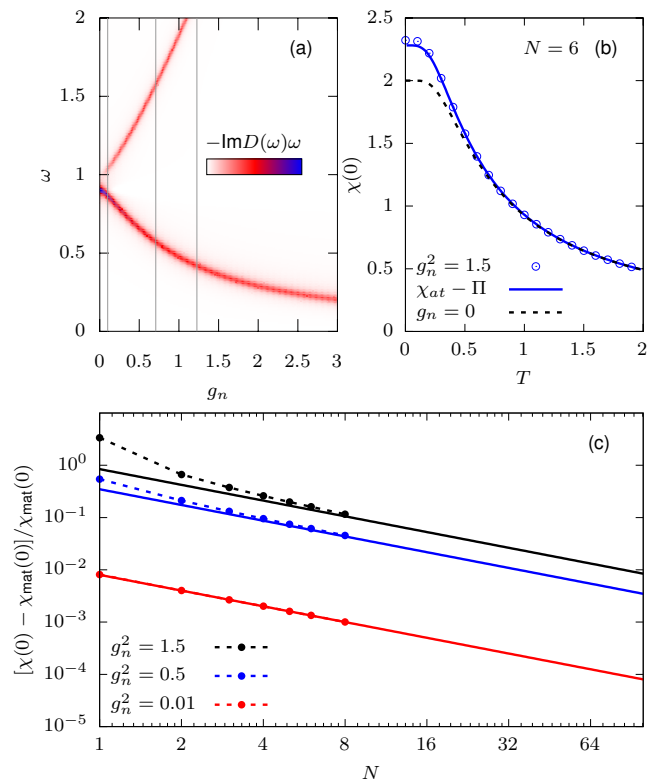 2
1.5
1
0.5
0
ω
(a)
−ImD(ω)ω
0 0.5 1 1.5 2 2.5 3
g_n
2.5
2
1.5
1
0.5
0
χ(0)
N = 6 (b)
g_n^2 = 1.5
χ_at − Π
g_n = 0
0 0.5 1 1.5 2
T
10^0
10^−1
10^−2
10^−3
10^−4
10^−5
[χ(0) − χ_mat(0)]/χ_mat(0)
(c)
g_n^2 = 1.5
g_n^2 = 0.5
g_n^2 = 0.01
1 2 4 8 16 32 64
N